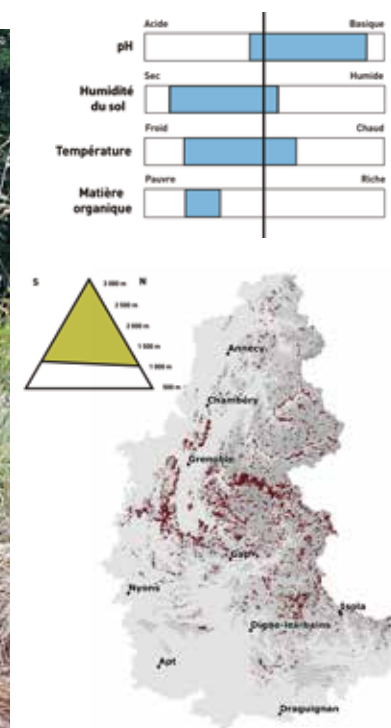 Acide Basique
pH
Sec Humide
Humidité
du sol
Froid Chaud
Température
Pauvre Riche
Matière
organique
S N
3 000 m
2 500 m
2 000 m
1 500 m
1 000 m
500 m
Annecy
Chambéry
Grenoble
Gap
Nyons
Isola
Digne-les-bains
Apt
Draguignan